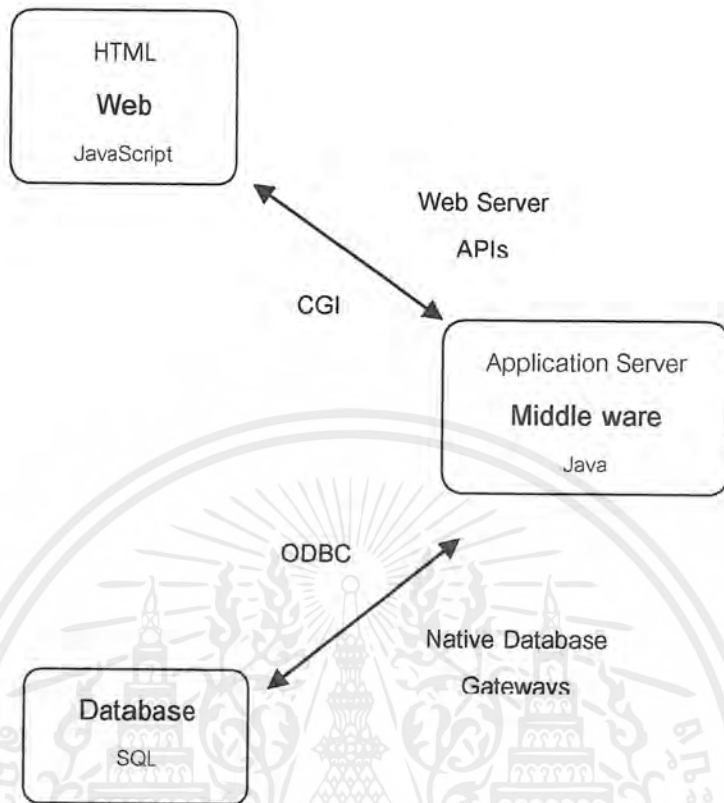 HTML
Web
JavaScript
Web Server
APIs
CGI
Application Server
Middle ware
Java
ODBC
Native Database
Gateways
Database
SQL